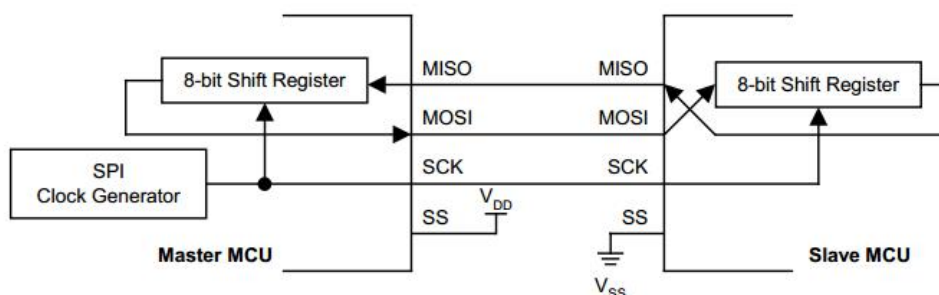 8-bit Shift Register
MISO
MISO
8-bit Shift Register
MOSI
MOSI
SPI
Clock Generator
SCK
SCK
VDD
SS
SS
Master MCU
Slave MCU
VSS